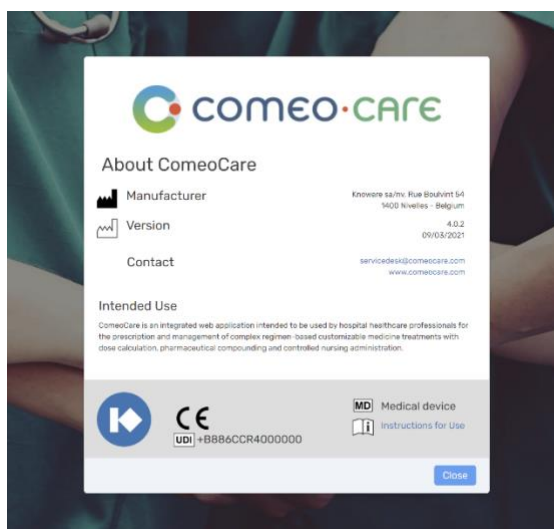 comeo·care
About ComeoCare
Manufacturer
Knowere sa/nv. Rue Boulvint 54
1400 Nivelles - Belgium
Version
4.0.2
09/03/2021
Contact
servicedesk@comeocare.com
www.comeocare.com
Intended Use
ComeoCare is an integrated web application intended to be used by hospital healthcare professionals for
the prescription and management of complex regimen-based customizable medicine treatments with
dose calculation, pharmaceutical compounding and controlled nursing administration.
CE
UDI +B886CCR4000000
MD Medical device
Instructions for Use
Close